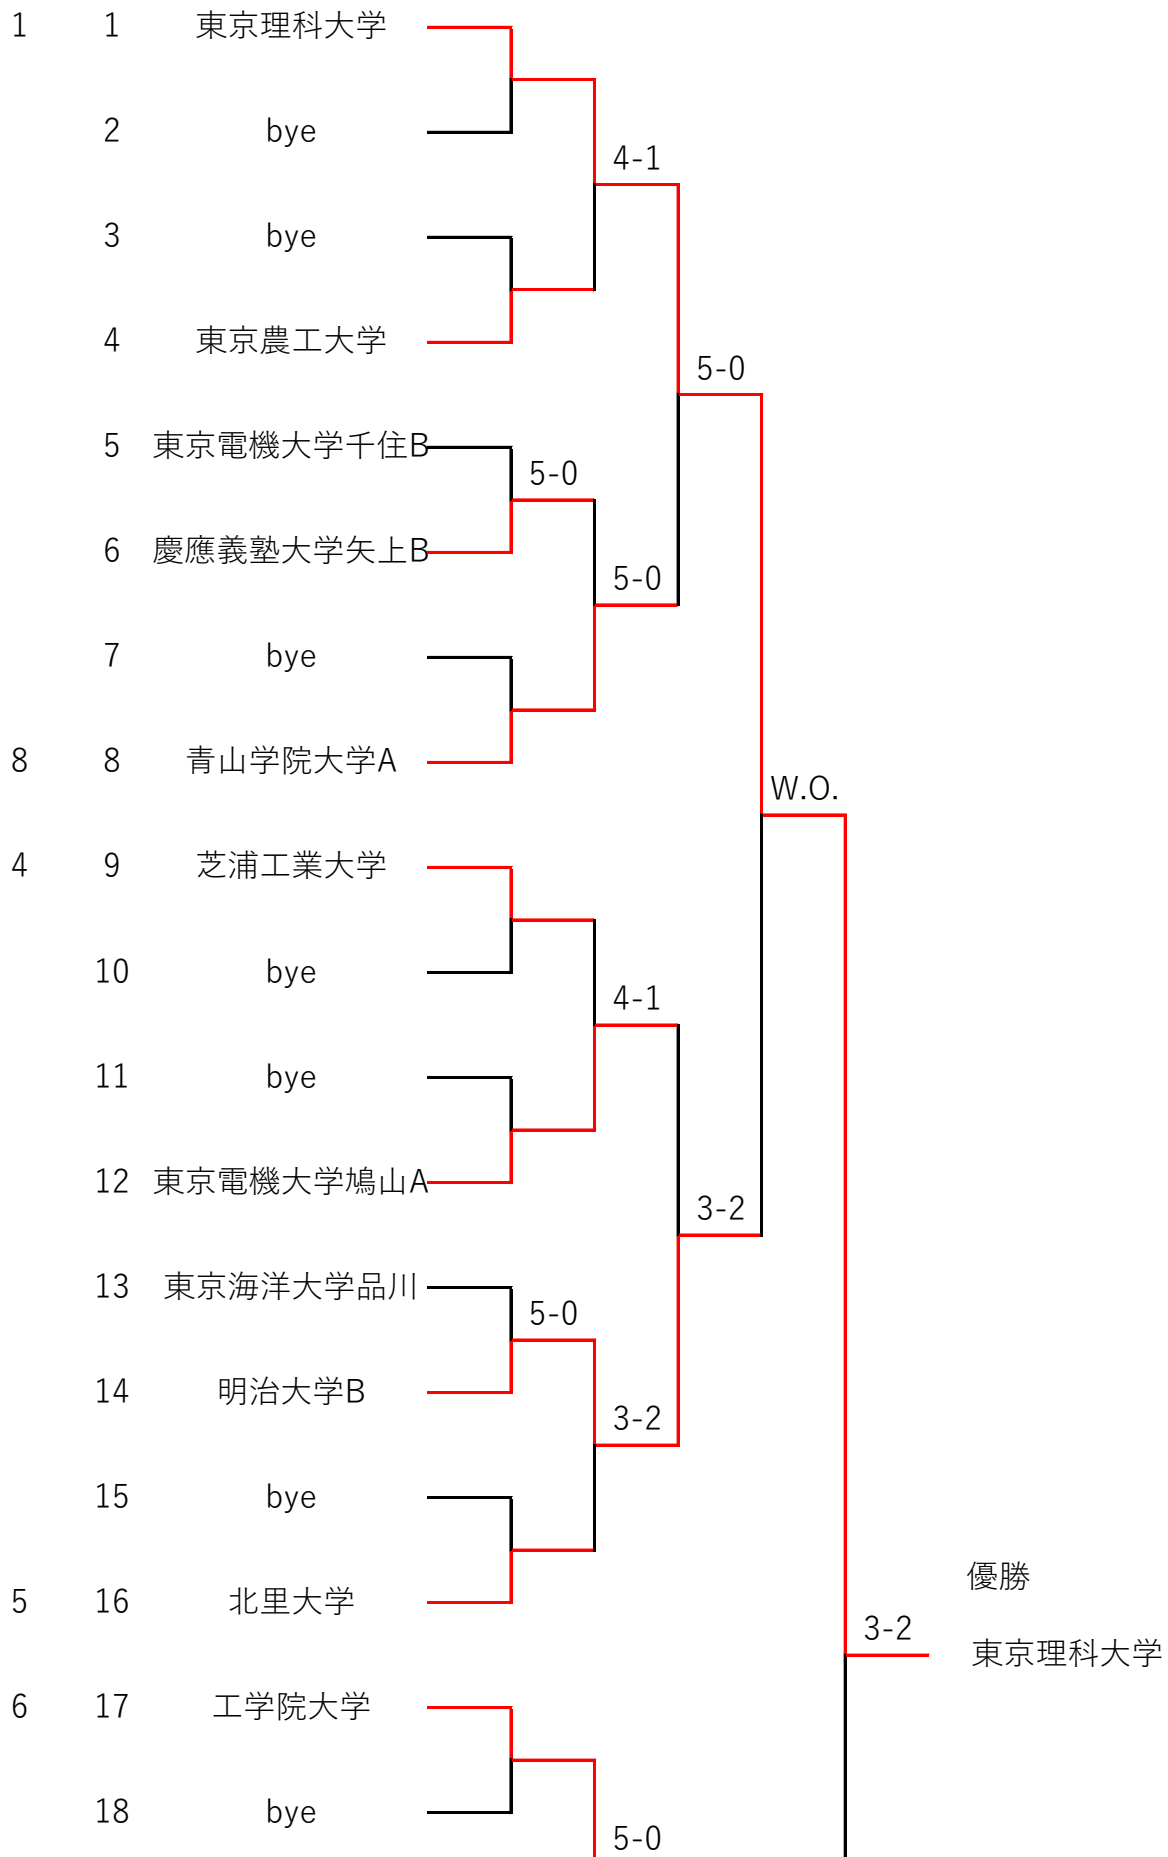 1 1 東京理科大学
2 bye
4-1
3 bye
4 東京農工大学
5-0
5 東京電機大学千住B
5-0
6 慶應義塾大学矢上B
5-0
7 bye
8 8 青山学院大学A
W.O.
4 9 芝浦工業大学
10 bye
4-1
11 bye
12 東京電機大学鳩山A
3-2
13 東京海洋大学品川
5-0
14 明治大学B
3-2
15 bye
優勝
5 16 北里大学
3-2
東京理科大学
6 17 工学院大学
18 bye
5-0